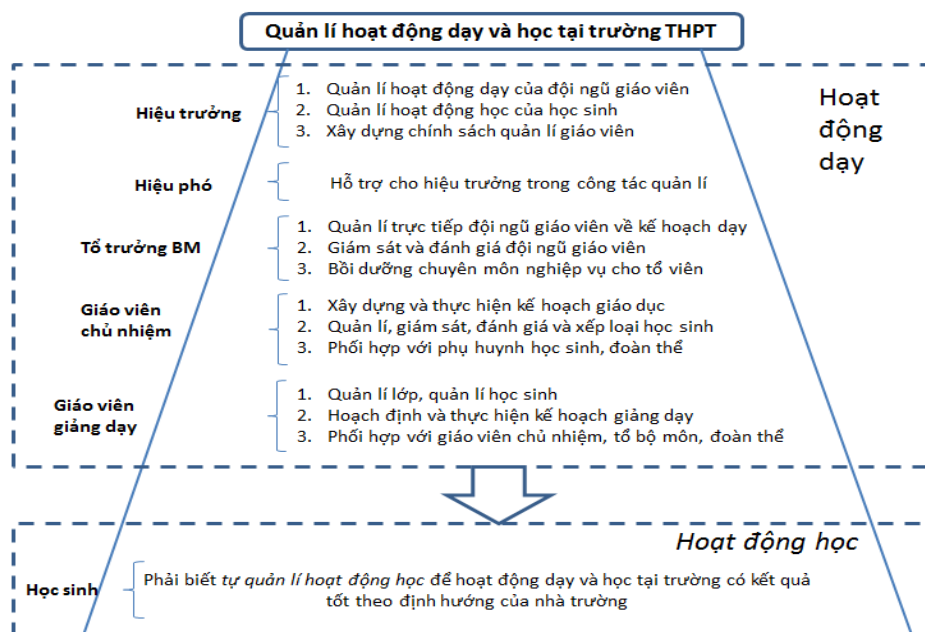 Quản lí hoạt động dạy và học tại trường THPT
Hoạt
động
dạy
Hiệu trưởng
1. Quản lí hoạt động dạy của đội ngũ giáo viên
2. Quản lí hoạt động học của học sinh
3. Xây dựng chính sách quản lí giáo viên
Hiệu phó
Hỗ trợ cho hiệu trưởng trong công tác quản lí
Tổ trưởng BM
1. Quản lí trực tiếp đội ngũ giáo viên về kế hoạch dạy
2. Giám sát và đánh giá đội ngũ giáo viên
3. Bồi dưỡng chuyên môn nghiệp vụ cho tổ viên
Giáo viên
chủ nhiệm
1. Xây dựng và thực hiện kế hoạch giáo dục
2. Quản lí, giám sát, đánh giá và xếp loại học sinh
3. Phối hợp với phụ huynh học sinh, đoàn thể
Giáo viên
giảng dạy
1. Quản lí lớp, quản lí học sinh
2. Hoạch định và thực hiện kế hoạch giảng dạy
3. Phối hợp với giáo viên chủ nhiệm, tổ bộ môn, đoàn thể
Hoạt động học
Học sinh
Phải biết tự quản lí hoạt động học để hoạt động dạy và học tại trường có kết quả
tốt theo định hướng của nhà trường